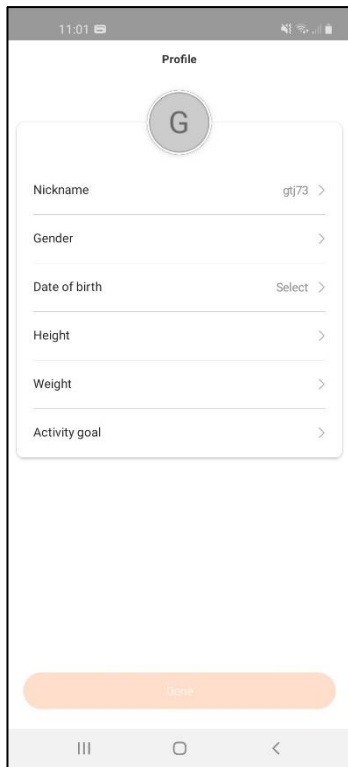 11:01
Profile
G
Nickname gtj73
Gender
Date of birth Select
Height
Weight
Activity goal
Done